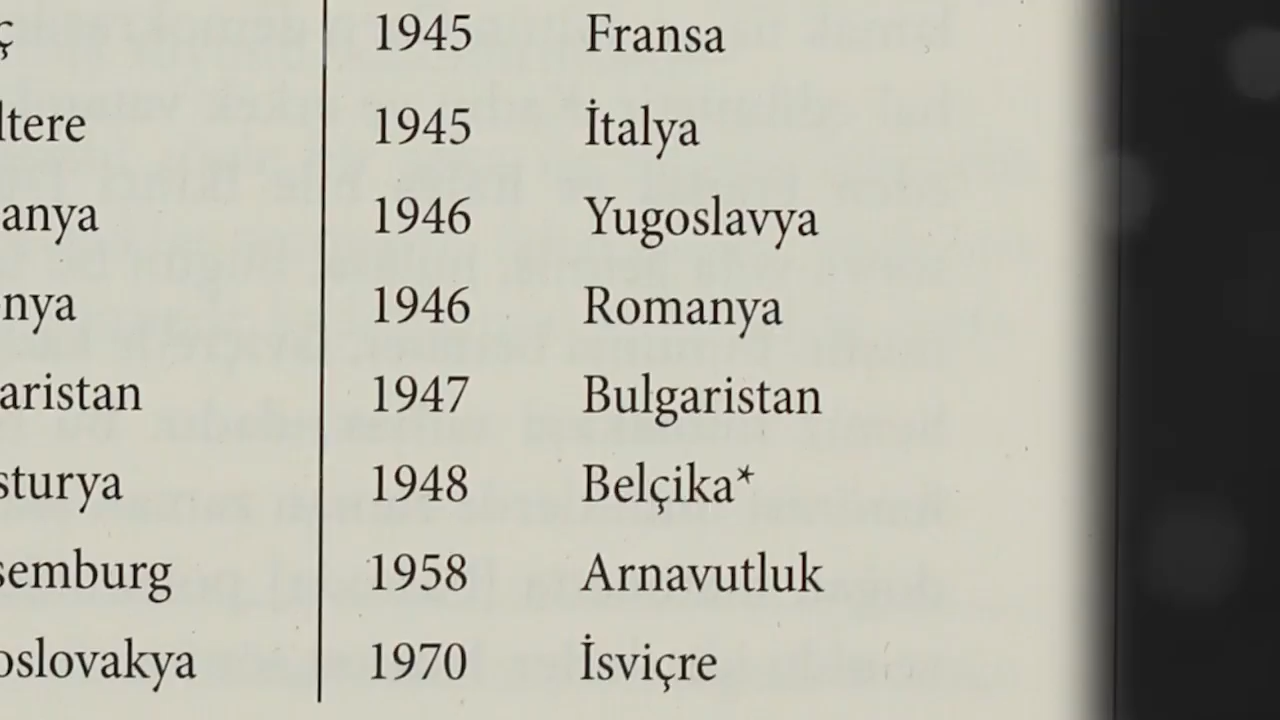 ç 1945 Fransa
ltere 1945 İtalya
anya 1946 Yugoslavya
nya 1946 Romanya
aristan 1947 Bulgaristan
sturya 1948 Belçika*
semburg 1958 Arnavutluk
oslovakya 1970 İsviçre